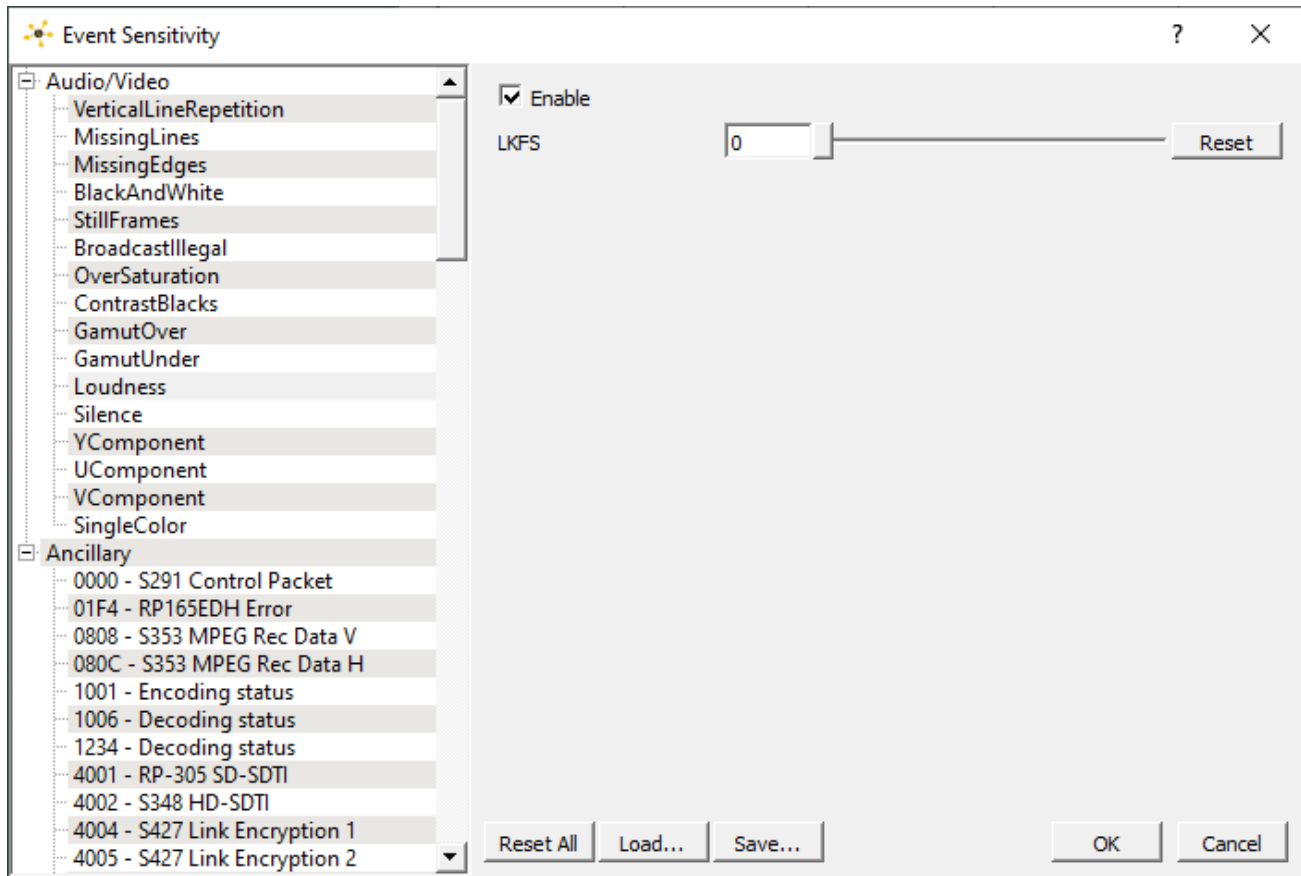 Event Sensitivity
?
Audio/Video
VerticalLineRepetition
MissingLines
MissingEdges
BlackAndWhite
StillFrames
BroadcastIllegal
OverSaturation
ContrastBlacks
GamutOver
GamutUnder
Loudness
Silence
YComponent
UComponent
VComponent
SingleColor
Ancillary
0000 - S291 Control Packet
01F4 - RP165EDH Error
0808 - S353 MPEG Rec Data V
080C - S353 MPEG Rec Data H
1001 - Encoding status
1006 - Decoding status
1234 - Decoding status
4001 - RP-305 SD-SDTI
4002 - S348 HD-SDTI
4004 - S427 Link Encryption 1
4005 - S427 Link Encryption 2
Enable
LKFS 0 Reset
Reset All Load... Save... OK Cancel